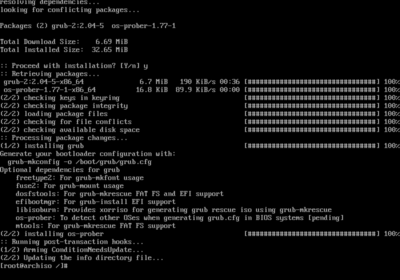 resolving dependencies...
looking for conflicting packages...
Packages (2) grub-2:2.04-5  os-prober-1.77-1
Total Download Size:    6.69 MiB
Total Installed Size:  32.65 MiB
:: Proceed with installation? [Y/n] y
:: Retrieving packages...
grub-2:2.04-5-x86_64    6.7 MiB   190 KiB/s 00:36 [####################] 100%
os-prober-1.77-1-x86_64    16.8 KiB  89.9 KiB/s 00:00 [####################] 100%
(2/2) checking keys in keyring    [####################] 100%
(2/2) checking package integrity    [####################] 100%
(2/2) loading package files    [####################] 100%
(2/2) checking for file conflicts    [####################] 100%
(2/2) checking available disk space    [####################] 100%
:: Processing package changes...
(1/2) installing grub    [####################] 100%
Generate your bootloader configuration with:
grub-mkconfig -o /boot/grub/grub.cfg
Optional dependencies for grub
freetype2: For grub-mkfont usage
fuse2: For grub-mount usage
dosfstools: For grub-mkrescue FAT FS and EFI support
efibootmgr: For grub-install EFI support
libisoburn: Provides xorriso for generating grub rescue iso using grub-mkrescue
os-prober: To detect other OSes when generating grub.cfg in BIOS systems [pending]
mtools: For grub-mkrescue FAT FS support
(2/2) installing os-prober    [####################] 100%
:: Running post-transaction hooks...
(1/2) Arming ConditionNeedsUpdate...
(2/2) Updating the info directory file...
[root@archiso /]#